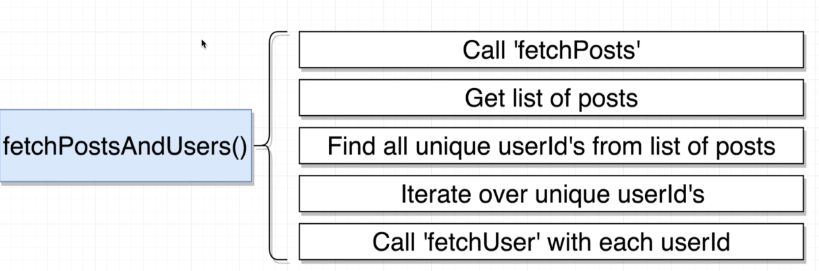 Call 'fetchPosts'
Get list of posts
fetchPostsAndUsers()
Find all unique userId's from list of posts
Iterate over unique userId's
Call 'fetchUser' with each userId